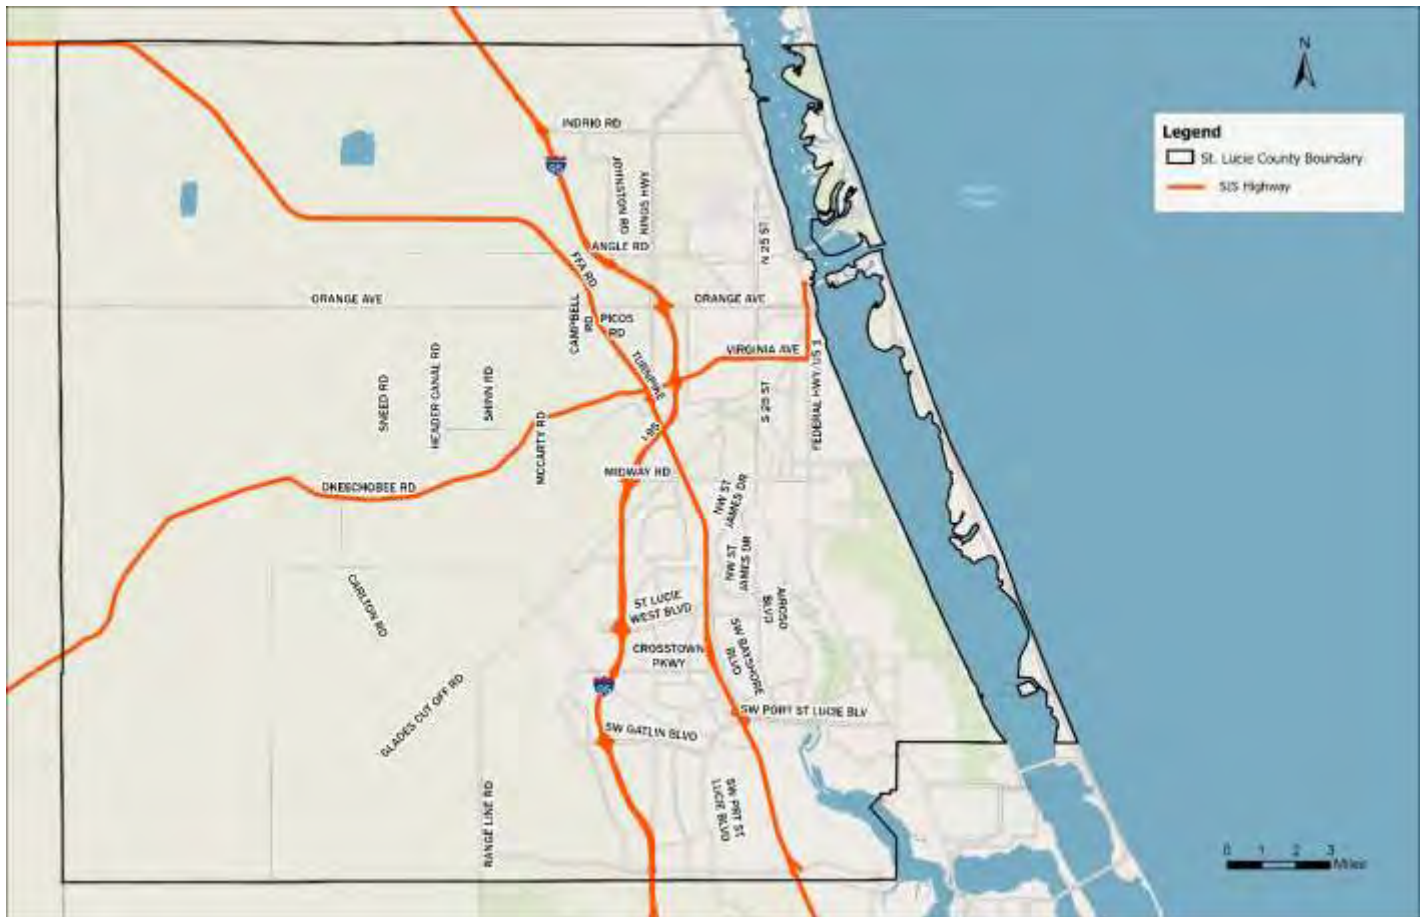 N
INDRIO RD
95
JOHNSTON RD
KINGS HWY
Legend
St. Lucie County Boundary
SIS Highway
N 25 ST
ANGLE RD
FFA RD
ORANGE AVE
ORANGE AVE
CAMPBELL
RD
PICOS
RD
TURNPIKE
VIRGINIA AVE
FEDERAL HWY/US 1
SNEED RD
HEADER CANAL RD
SHINN RD
S 25 ST
MCCARTY RD
I-95
MIDWAY RD
OKEECHOBEE RD
NW ST
JAMES DR
NW ST
JAMES DR
CARLTON RD
ST LUCIE
WEST BLVD
AIROSO
BLVD
SW BAYSHORE
BLVD
CROSSTOWN
PKWY
95
GLADES CUT OFF RD
SW PORT ST LUCIE BLV
SW GATLIN BLVD
RANGE LINE RD
SW PRT ST
LUCIE BLVD
0 1 2 3
Miles